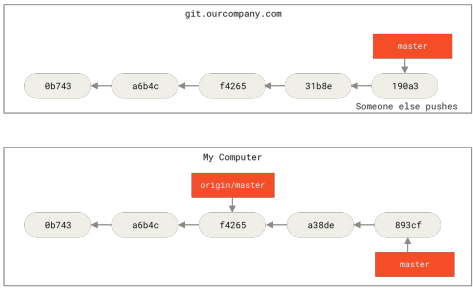 git.ourcompany.com
master
0b743 a6b4c f4265 31b8e 190a3
Someone else pushes
My Computer
origin/master
0b743 a6b4c f4265 a38de 893cf
master